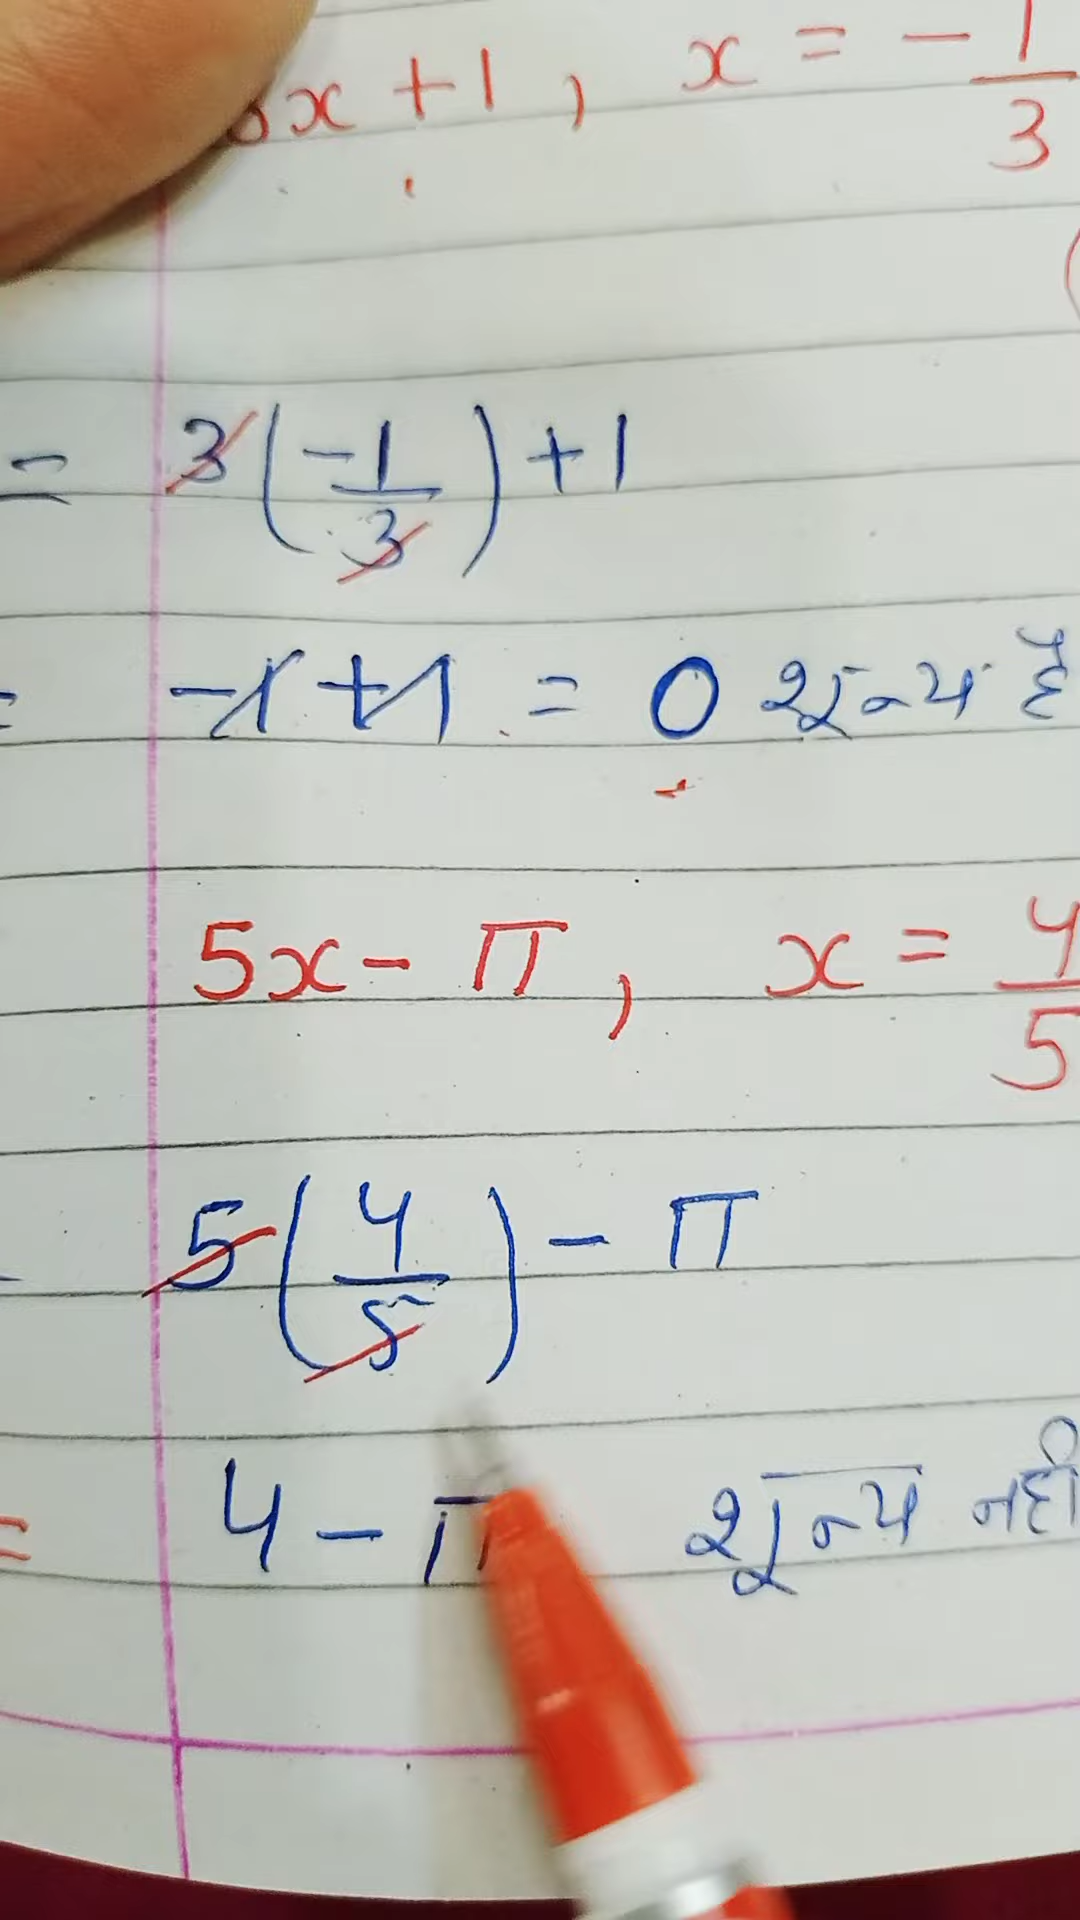 x + 1, x = - 1/3
= 3 ( -1/3 ) + 1
= -1 + 1 = 0 शून्य है
5x - π, x = 4/5
5 ( 4/5 ) - π
= 4 - π शून्य नहीं